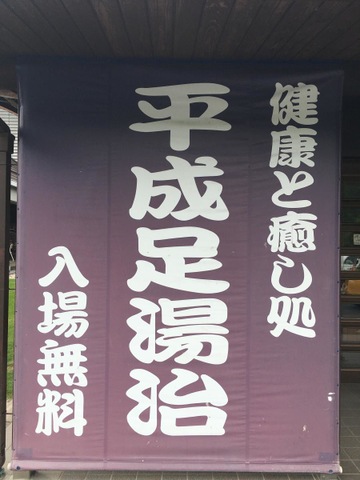 健康と癒し処
平成足湯治
入場無料